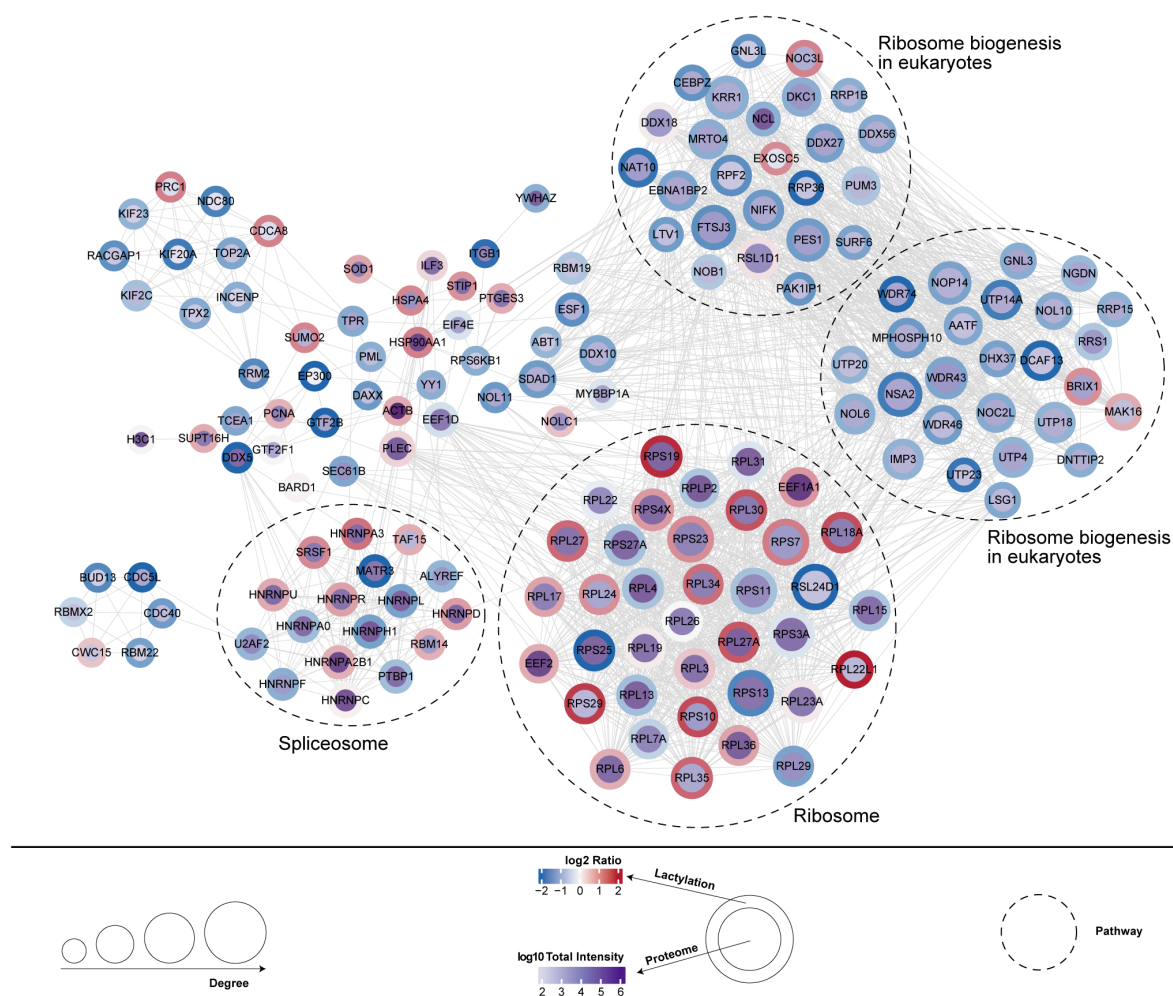 Ribosome biogenesis
in eukaryotes
GNL3L
NOC3L
CEBPZ
KRR1
DKC1
RRP1B
DDX18
NCL
MRTO4
DDX27
DDX56
EXOSC5
NAT10
RPF2
RRP36
PUM3
EBNA1BP2
NIFK
FTSJ3
LTV1
PES1
SURF6
NOB1
RSL1D1
PAK1IP1
PRC1
NDC80
KIF23
CDCA8
RACGAP1
KIF20A
TOP2A
KIF2C
INCENP
TPX2
YWHAZ
ITGB1
ILF3
SOD1
STIP1
HSPA4
PTGES3
RBM19
ESF1
TPR
EIF4E
SUMO2
HSP90AA1
ABT1
DDX10
PML
RPS6KB1
RRM2
EP300
SDAD1
DAXX
YY1
NOL11
MYBBP1A
TCEA1
PCNA
ACTB
EEF1D
NOLC1
GTF2B
H3C1
SUPT16H
GTF2F1
PLEC
DDX5
SEC61B
BARD1
GNL3
NGDN
WDR74
NOP14
UTP14A
NOL10
RRP15
MPHOSPH10
AATF
RRS1
UTP20
DHX37
DCAF13
NSA2
WDR43
BRIX1
NOL6
NOC2L
MAK16
WDR46
UTP18
IMP3
UTP4
DNTTIP2
UTP23
LSG1
Ribosome biogenesis
in eukaryotes
HNRNPA3
TAF15
SRSF1
MATR3
ALYREF
HNRNPU
HNRNPR
HNRNPL
HNRNPD
HNRNPA0
HNRNPH1
U2AF2
RBM14
HNRNPA2B1
HNRNPF
PTBP1
HNRNPC
Spliceosome
BUD13
CDC5L
RBMX2
CDC40
CWC15
RBM22
RPS19
RPL31
RPLP2
EEF1A1
RPL22
RPS4X
RPL30
RPL27
RPS27A
RPS23
RPS7
RPL18A
RPL17
RPL24
RPL4
RPL34
RPS11
RSL24D1
RPL15
RPL26
RPS3A
RPS25
RPL19
RPL27A
EEF2
RPL3
RPL22L1
RPL13
RPS13
RPS29
RPS10
RPL23A
RPL7A
RPL36
RPL6
RPL35
RPL29
Ribosome
log2 Ratio
−2 −1 0 1 2
Lactylation
log10 Total Intensity
2 3 4 5 6
Proteome
Degree
Pathway